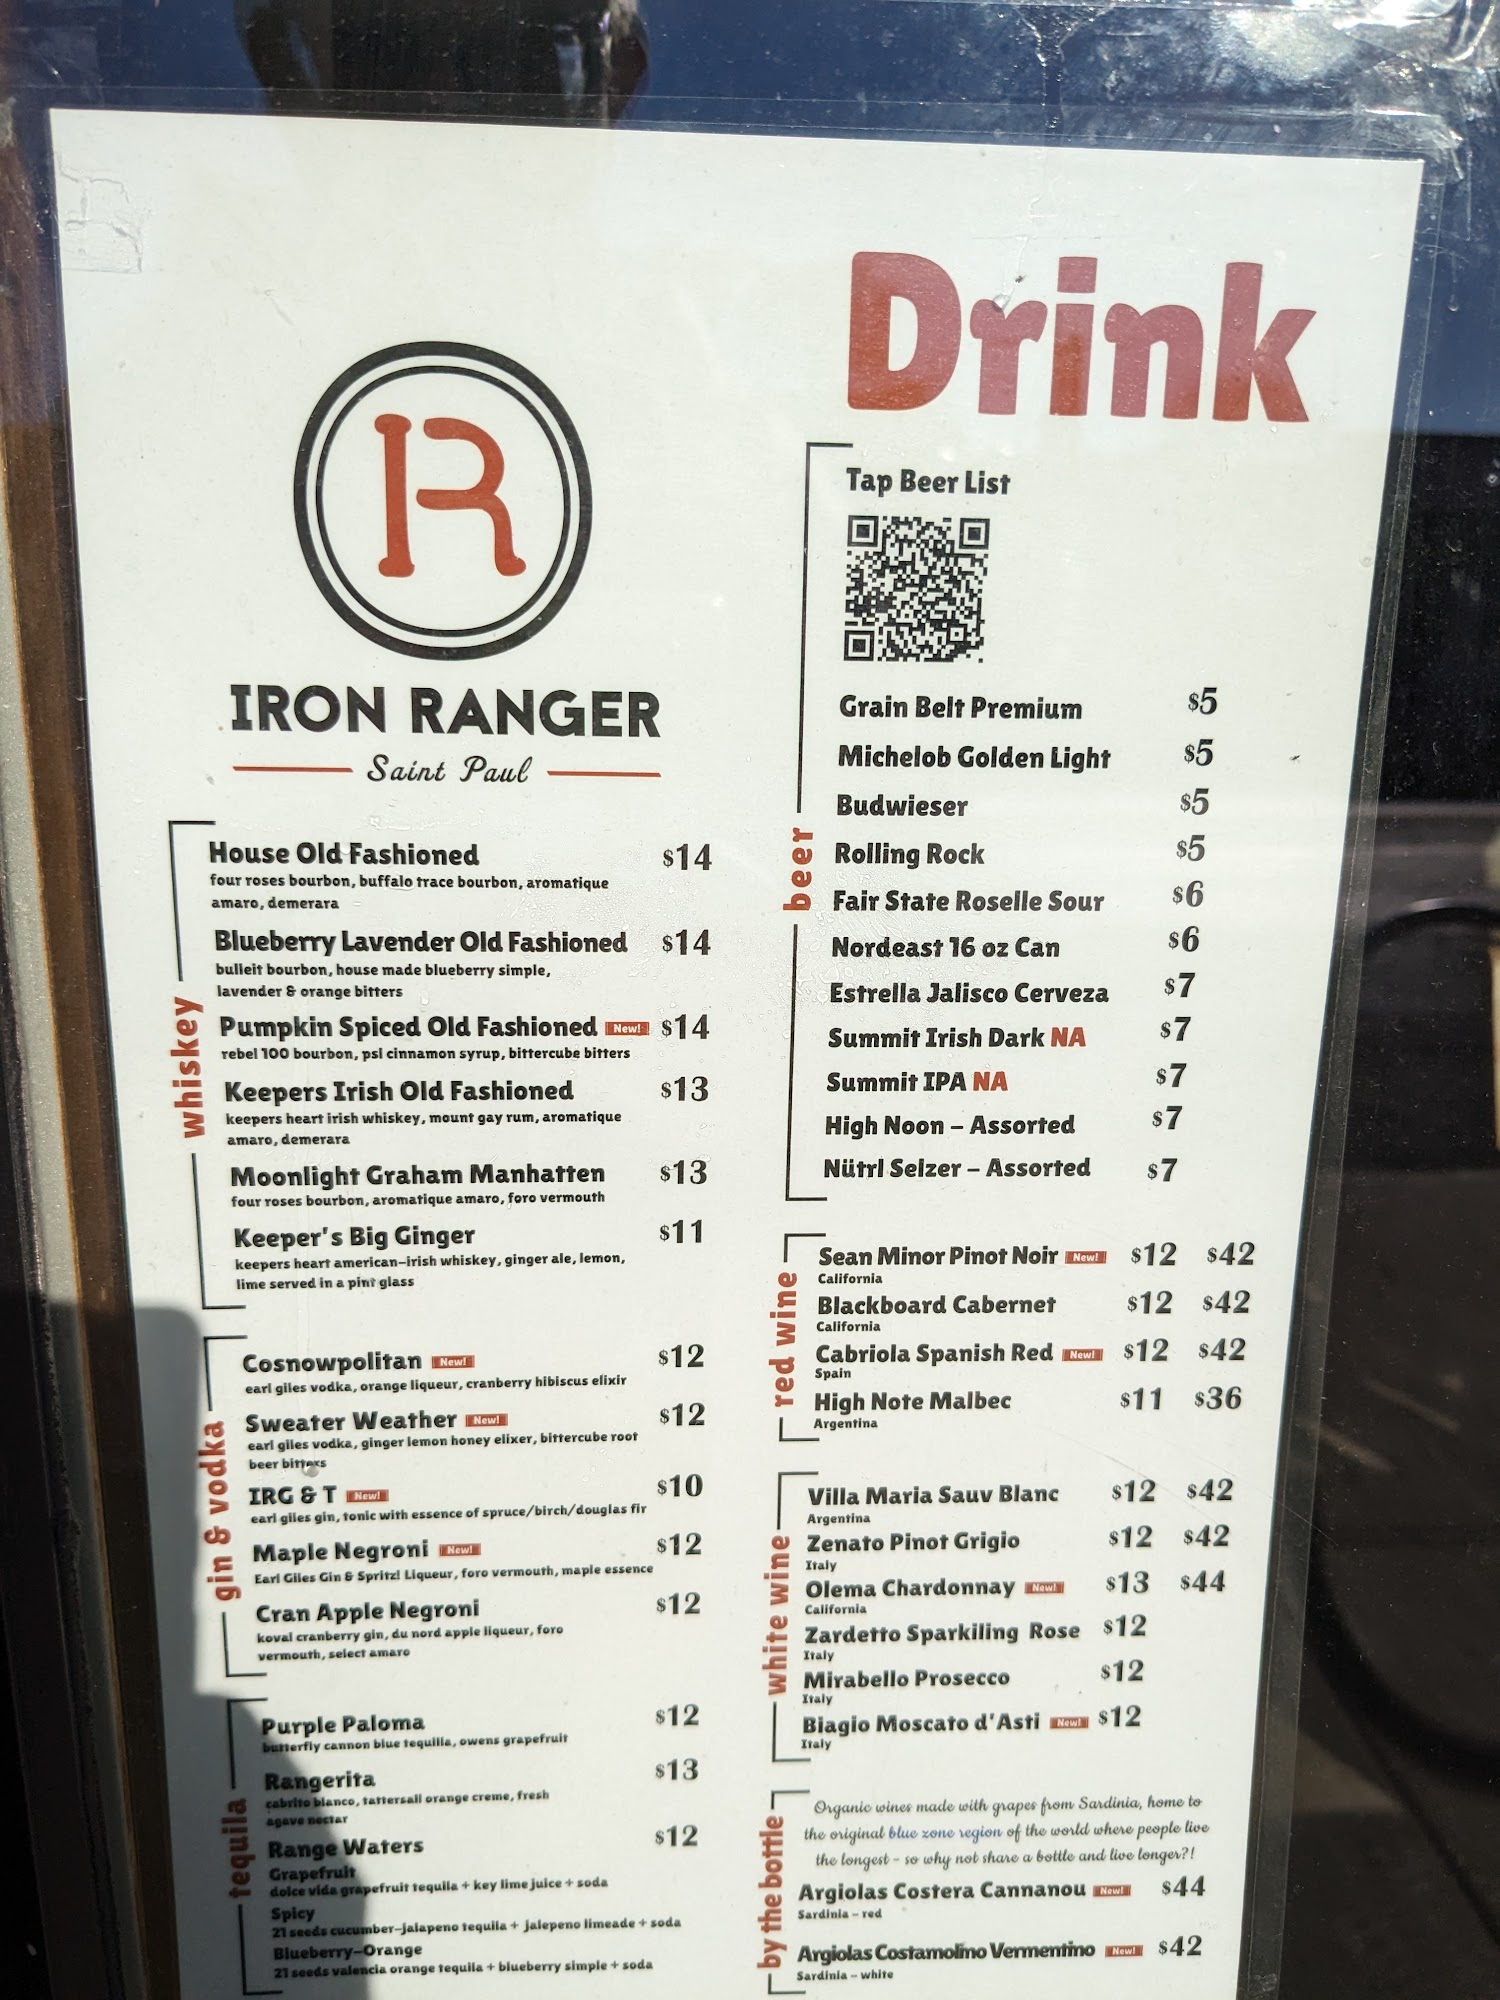 Drink
IR
IRON RANGER
Saint Paul
whiskey
House Old Fashioned $14
four roses bourbon, buffalo trace bourbon, aromatique
amaro, demerara
Blueberry Lavender Old Fashioned $14
bulleit bourbon, house made blueberry simple,
lavender & orange bitters
Pumpkin Spiced Old Fashioned New! $14
rebel 100 bourbon, psl cinnamon syrup, bittercube bitters
Keepers Irish Old Fashioned $13
keepers heart irish whiskey, mount gay rum, aromatique
amaro, demerara
Moonlight Graham Manhatten $13
four roses bourbon, aromatique amaro, foro vermouth
Keeper's Big Ginger $11
keepers heart american-irish whiskey, ginger ale, lemon,
lime served in a pint glass
gin & vodka
Cosnowpolitan New! $12
earl giles vodka, orange liqueur, cranberry hibiscus elixir
Sweater Weather New! $12
earl giles vodka, ginger lemon honey elixer, bittercube root
beer bitters
IRG & T New! $10
earl giles gin, tonic with essence of spruce/birch/douglas fir
Maple Negroni New! $12
Earl Giles Gin & Spritzl Liqueur, foro vermouth, maple essence
Cran Apple Negroni $12
koval cranberry gin, du nord apple liqueur, foro
vermouth, select amaro
tequila
Purple Paloma $12
butterfly cannon blue tequilla, owens grapefruit
Rangerita $13
cabrito blanco, tattersall orange creme, fresh
agave nectar
Range Waters $12
Grapefruit
dolce vida grapefruit tequila + key lime juice + soda
Spicy
21 seeds cucumber-jalapeno tequila + jalepeno limeade + soda
Blueberry-Orange
21 seeds valencia orange tequila + blueberry simple + soda
beer
Tap Beer List
Grain Belt Premium $5
Michelob Golden Light $5
Budwieser $5
Rolling Rock $5
Fair State Roselle Sour $6
Nordeast 16 oz Can $6
Estrella Jalisco Cerveza $7
Summit Irish Dark NA $7
Summit IPA NA $7
High Noon - Assorted $7
Nütrl Selzer - Assorted $7
red wine
Sean Minor Pinot Noir New! $12 $42
California
Blackboard Cabernet $12 $42
California
Cabriola Spanish Red New! $12 $42
Spain
High Note Malbec $11 $36
Argentina
white wine
Villa Maria Sauv Blanc $12 $42
Argentina
Zenato Pinot Grigio $12 $42
Italy
Olema Chardonnay New! $13 $44
California
Zardetto Sparkiling Rose $12
Italy
Mirabello Prosecco $12
Italy
Biagio Moscato d'Asti New! $12
Italy
by the bottle
Organic wines made with grapes from Sardinia, home to
the original blue zone region of the world where people live
the longest - so why not share a bottle and live longer?!
Argiolas Costera Cannanou New! $44
Sardinia - red
Argiolas Costamolino Vermentino New! $42
Sardinia - white